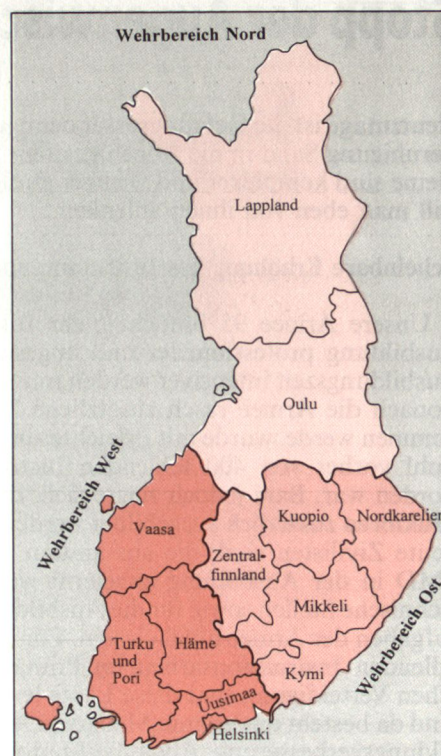 Wehrbereich Nord
Lappland
Oulu
Wehrbereich West
Vaasa
Kuopio
Nordkarelien
Zentral-
finnland
Mikkeli
Turku
und
Pori
Häme
Kymi
Wehrbereich Ost
Uusimaa
Helsinki